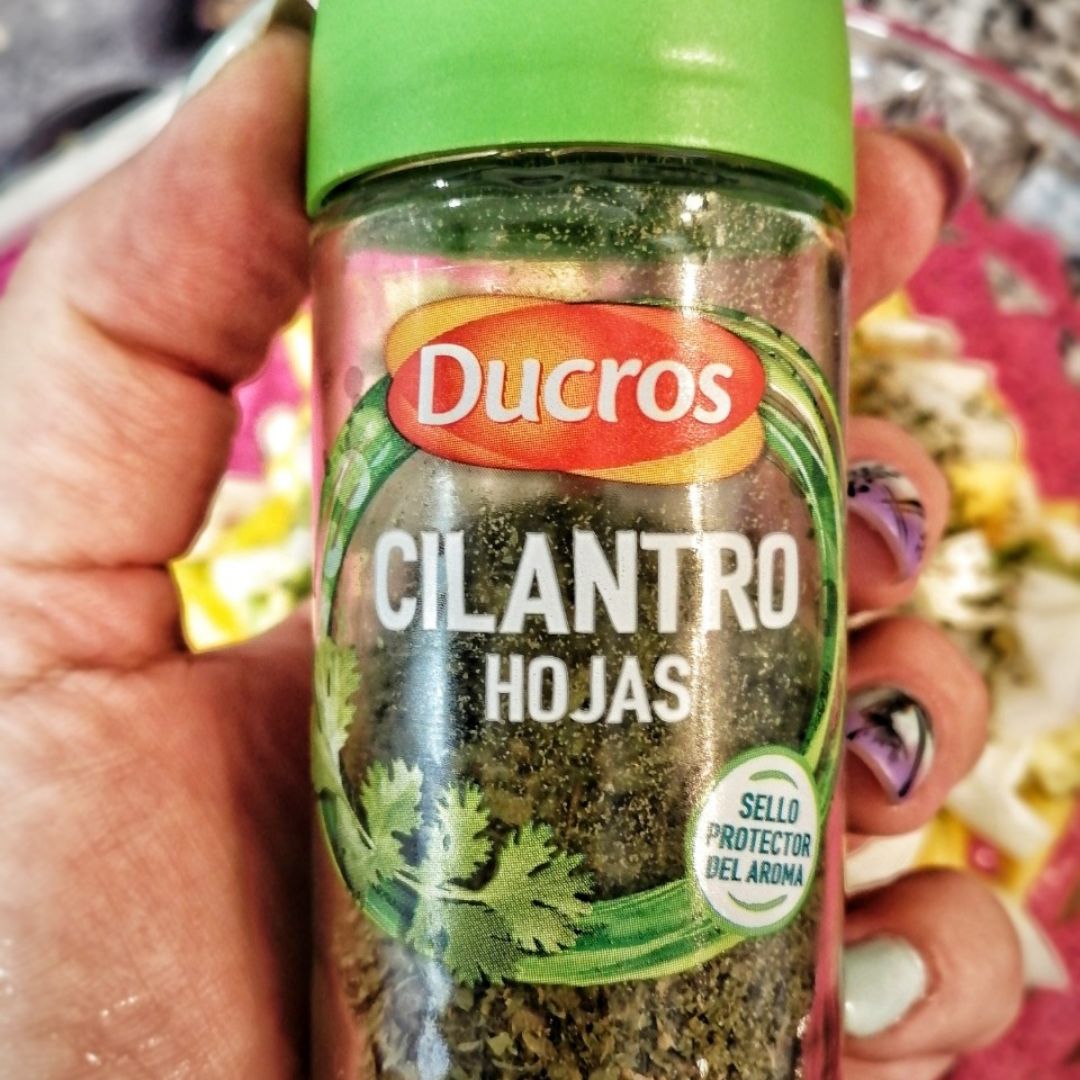 Ducros
CILANTRO
HOJAS
SELLO
PROTECTOR
DEL AROMA